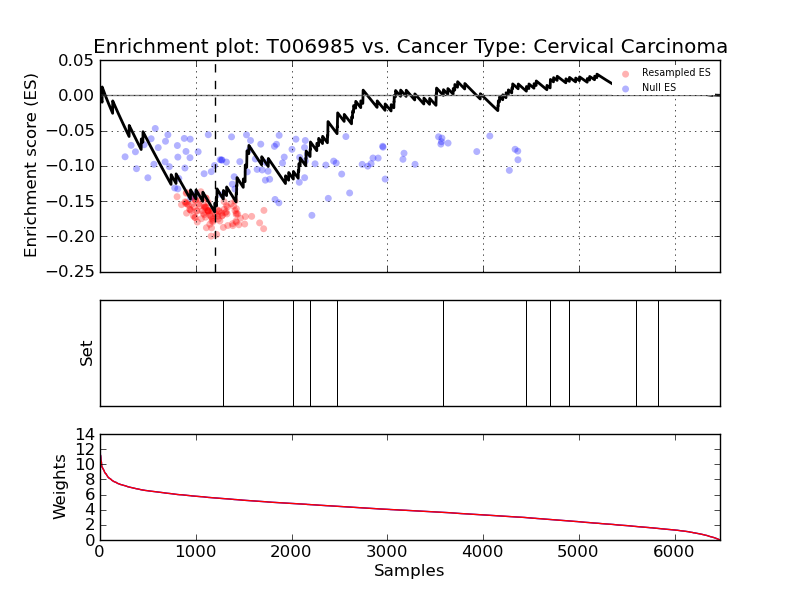 Enrichment plot: T006985 vs. Cancer Type: Cervical Carcinoma
Enrichment score (ES)
0.05
0.00
−0.05
−0.10
−0.15
−0.20
−0.25
Resampled ES
Null ES
Set
Weights
14
12
10
8
6
4
2
0
0 1000 2000 3000 4000 5000 6000
Samples